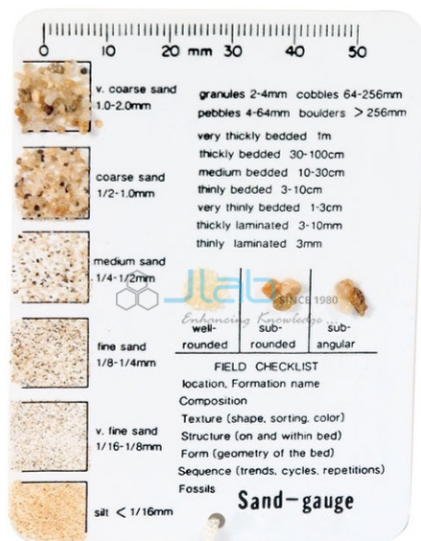 0 10 20 mm 30 40 50
v. coarse sand
1.0-2.0mm
coarse sand
1/2-1.0mm
medium sand
1/4-1/2mm
fine sand
1/8-1/4mm
v. fine sand
1/16-1/8mm
silt < 1/16mm
granules 2-4mm cobbles 64-256mm
pebbles 4-64mm boulders > 256mm
very thickly bedded 1m
thickly bedded 30-100cm
medium bedded 10-30cm
thinly bedded 3-10cm
very thinly bedded 1-3cm
thickly laminated 3-10mm
thinly laminated 3mm
Jlab
SINCE 1980
Enhancing Knowledge...
well-
rounded
sub-
rounded
sub-
angular
FIELD CHECKLIST
location, Formation name
Composition
Texture (shape, sorting, color)
Structure (on and within bed)
Form (geometry of the bed)
Sequence (trends, cycles, repetitions)
Fossils
Sand-gauge